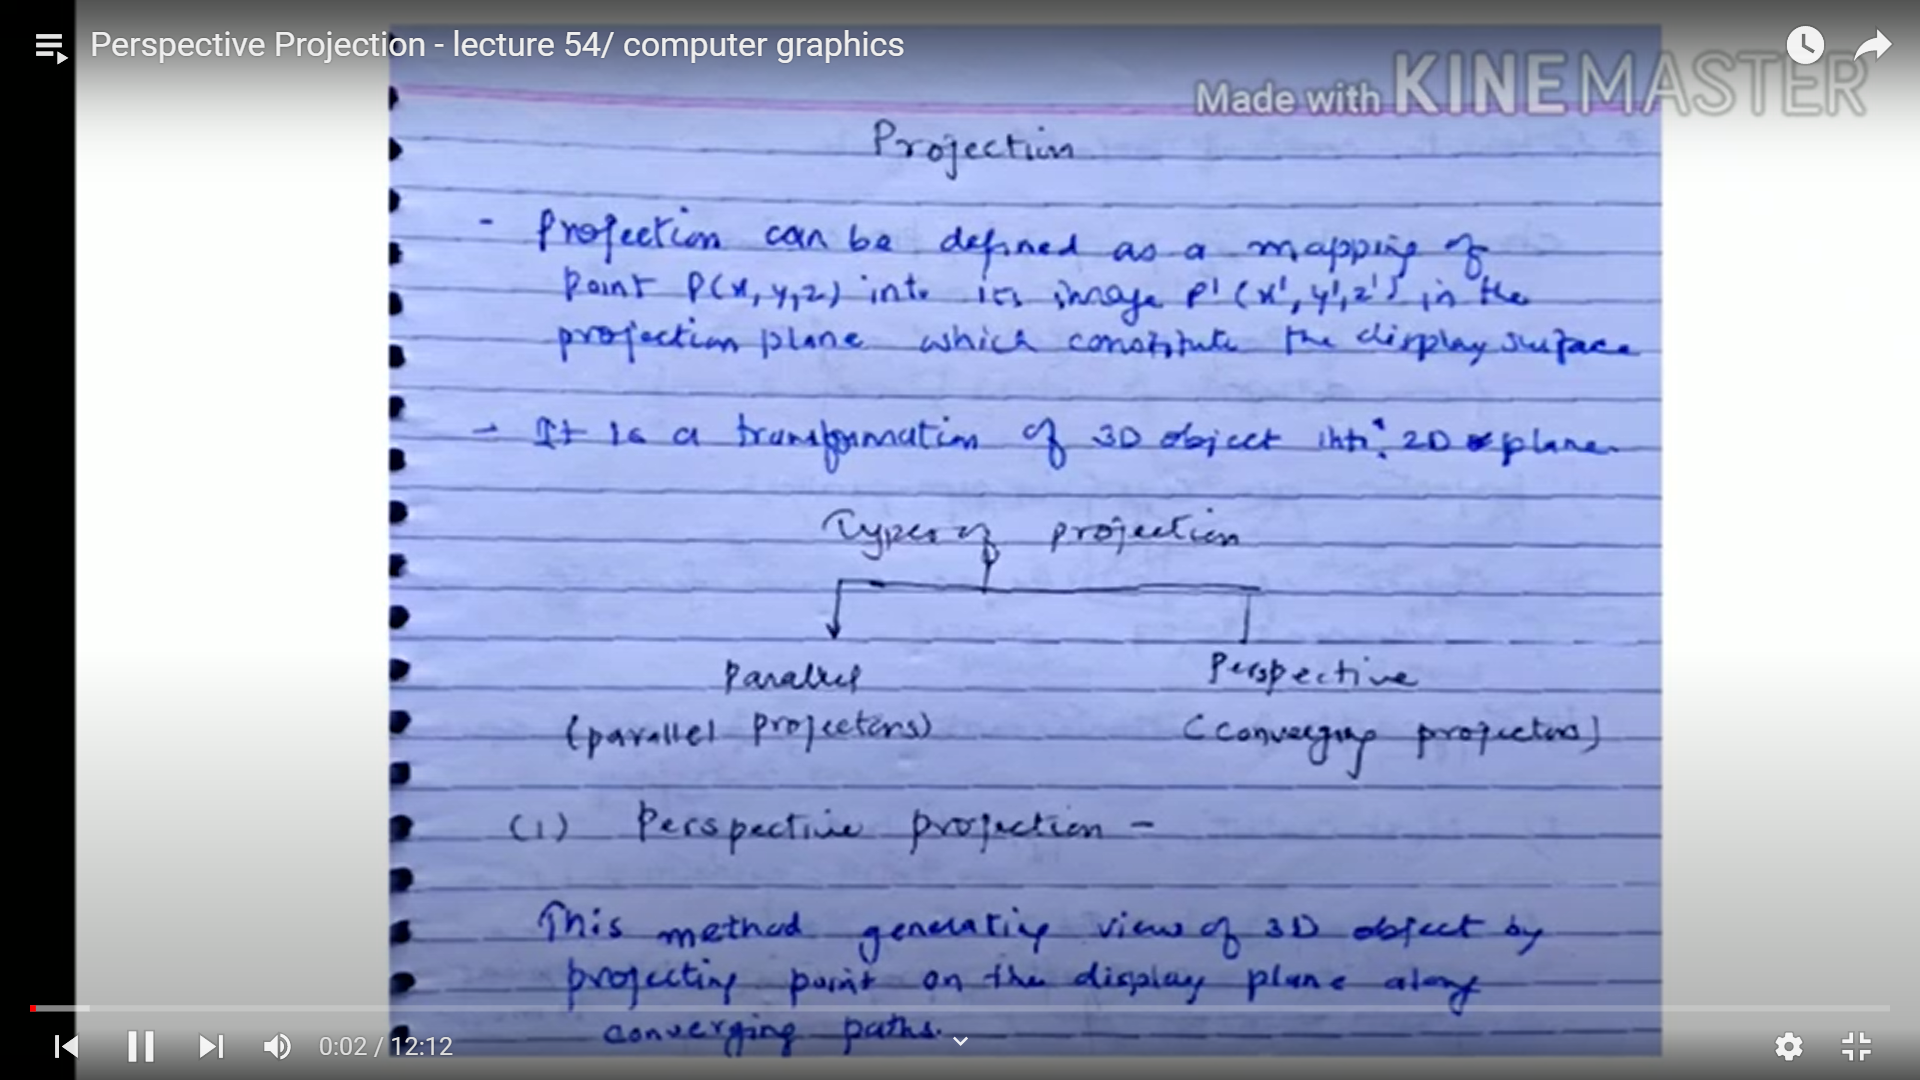 Perspective Projection - lecture 54/ computer graphics
Made with KINEMASTER
Projection
- Projection can be defined as a mapping of
point P(x,y,z) into its image P'(x',y',z') in the
projection plane which constitute the display surface
- It is a transformation of 3D object into 2D plane.
Types of projection
Parallel Perspective
(parallel projectors) (converging projectors)
(1) Perspective projection -
This method generating view of 3D object by
projecting point on the display plane along
converging paths.
0:02 / 12:12